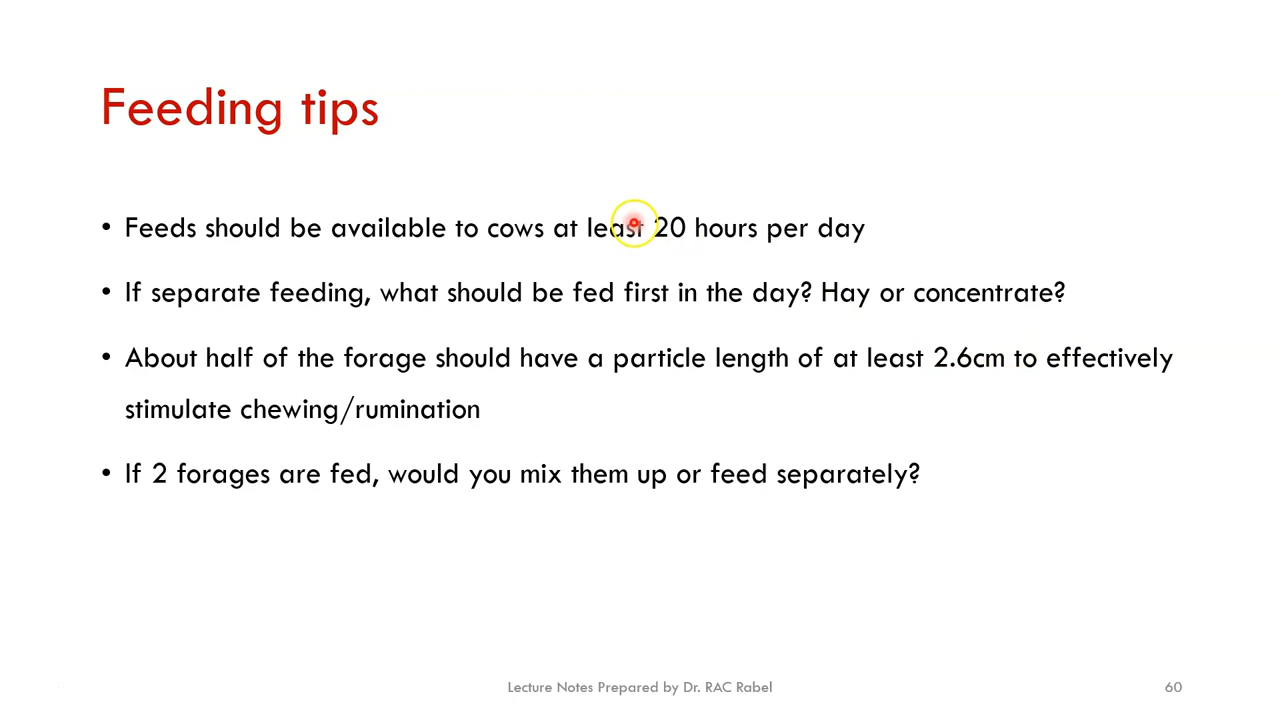 Feeding tips
• Feeds should be available to cows at least 20 hours per day
• If separate feeding, what should be fed first in the day? Hay or concentrate?
• About half of the forage should have a particle length of at least 2.6cm to effectively
stimulate chewing/rumination
• If 2 forages are fed, would you mix them up or feed separately?
Lecture Notes Prepared by Dr. RAC Rabel
60